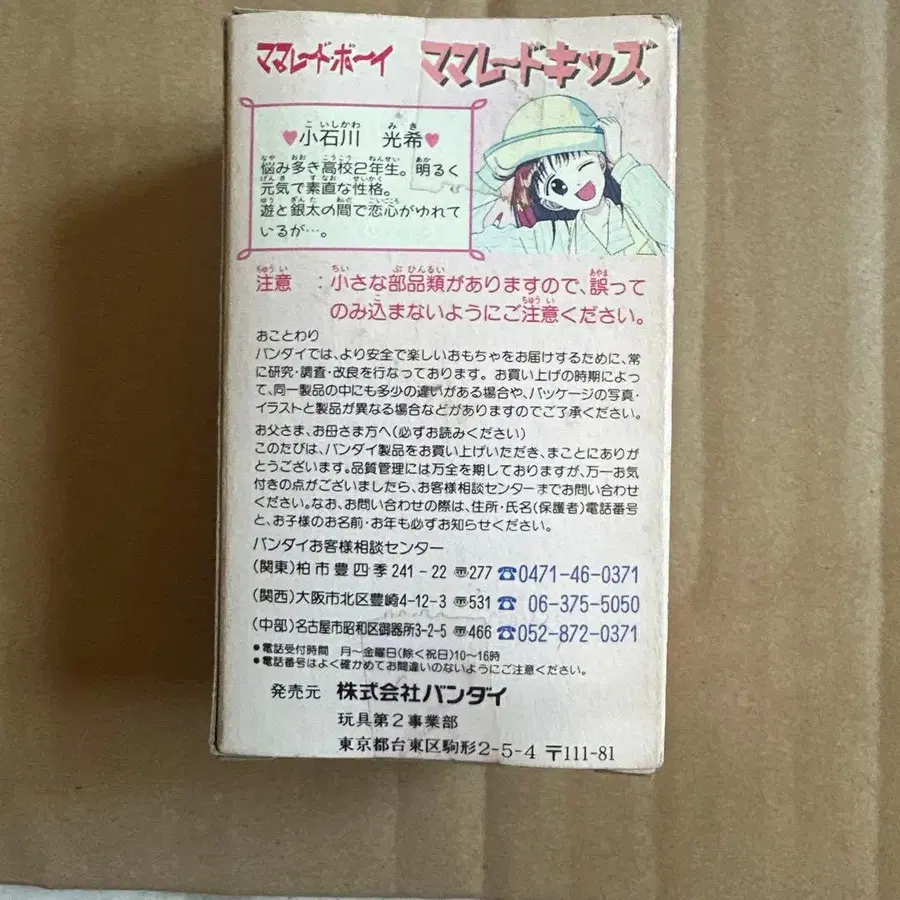 ママレード・ボーイ ママレードキッズ
♥小石川 光希♥
悩み多き高校2年生。明るく
元気で素直な性格。
遊と銀太の間で恋心がゆれて
いるが…。
注意 :小さな部品類がありますので、誤って
のみ込まないようにご注意ください。
おことわり
バンダイでは、より安全で楽しいおもちゃをお届けするために、常
に研究・調査・改良を行なっております。お買い上げの時期によっ
て、同一製品の中にも多少の違いがある場合や、パッケージの写真・
イラストと製品が異なる場合などがありますのでご了承ください。
お父さま、お母さま方へ(必ずお読みください)
このたびは、バンダイ製品をお買い上げいただき、まことにありが
とうございます。品質管理には万全を期しておりますが、万一お気
付きの点がございましたら、お客様相談センターまでお問い合わせ
ください。なお、お問い合わせの際は、住所・氏名(保護者)電話番号
と、お子様のお名前・お年も必ずお知らせください。
バンダイお客様相談センター
(関東)柏市豊四季241-22 〠277 ☎0471-46-0371
(関西)大阪市北区豊崎4-12-3 〠531 ☎06-375-5050
(中部)名古屋市昭和区御器所3-2-5 〠466 ☎052-872-0371
●電話受付時間 月〜金曜日(除く祝日)10〜16時
●電話番号はよく確かめてお間違いのないようにご注意ください。
発売元 株式会社バンダイ
玩具第2事業部
東京都台東区駒形2-5-4 〒111-81